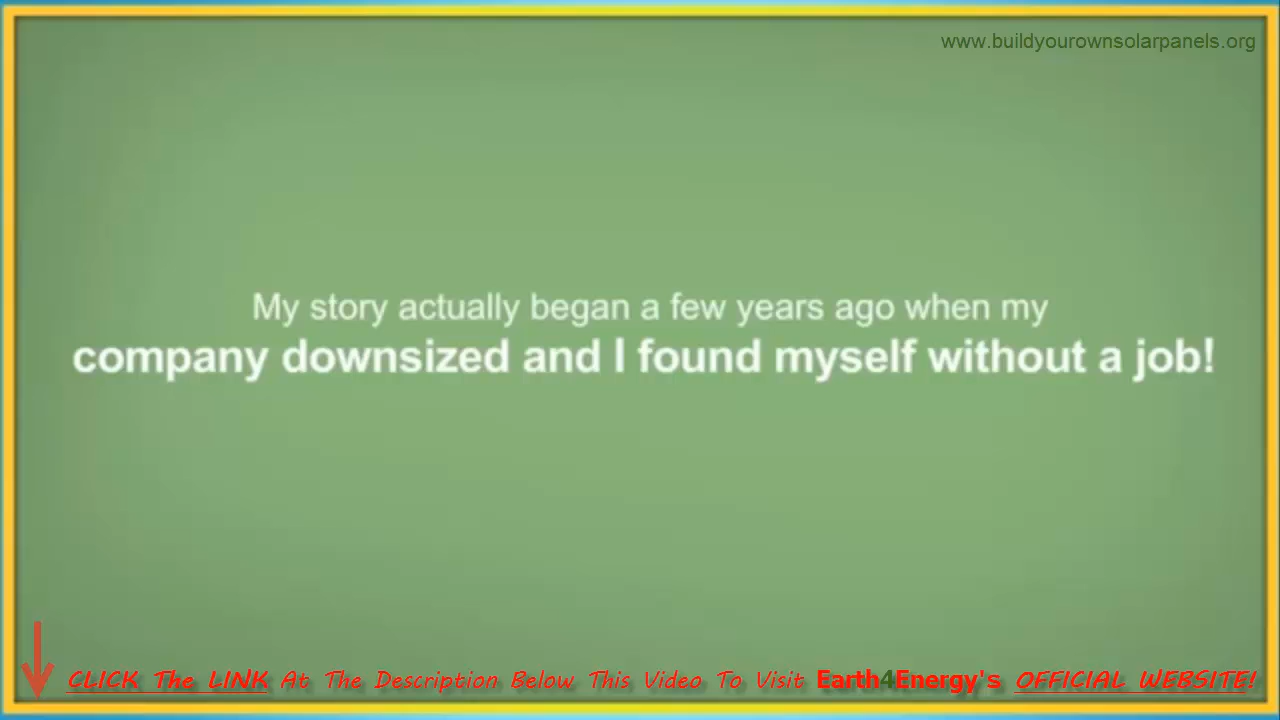 www.buildyourownsolarpanels.org
My story actually began a few years ago when my
company downsized and I found myself without a job!
CLICK The LINK At The Description Below This Video To Visit Earth4Energy's OFFICIAL WEBSITE!